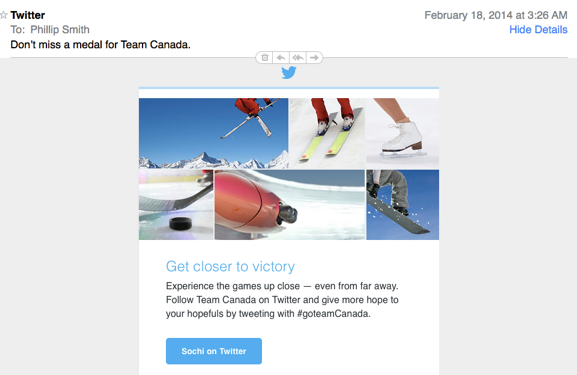 Twitter
February 18, 2014 at 3:26 AM
To: Phillip Smith
Hide Details
Don't miss a medal for Team Canada.
Get closer to victory
Experience the games up close — even from far away.
Follow Team Canada on Twitter and give more hope to
your hopefuls by tweeting with #goteamCanada.
Sochi on Twitter